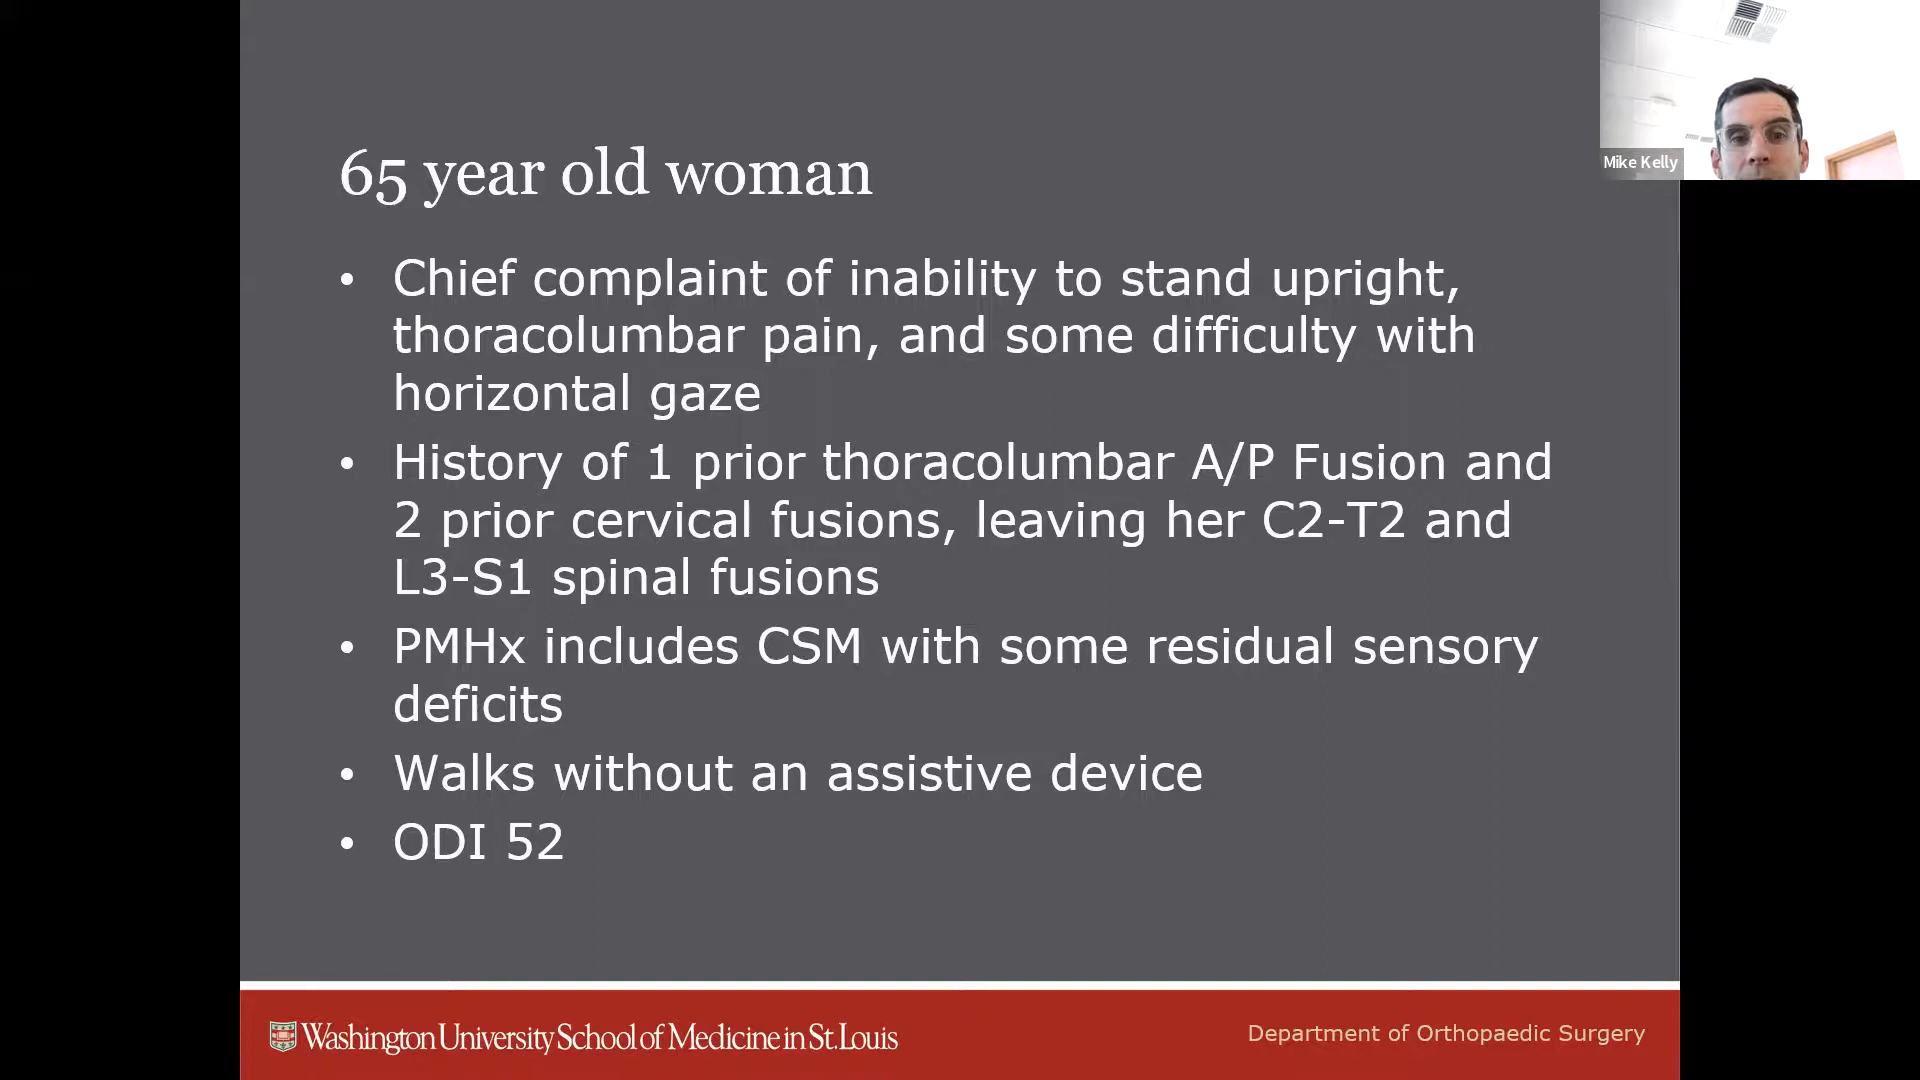 Mike Kelly
65 year old woman
• Chief complaint of inability to stand upright,
thoracolumbar pain, and some difficulty with
horizontal gaze
• History of 1 prior thoracolumbar A/P Fusion and
2 prior cervical fusions, leaving her C2-T2 and
L3-S1 spinal fusions
• PMHx includes CSM with some residual sensory
deficits
• Walks without an assistive device
• ODI 52
Washington University School of Medicine in St. Louis
Department of Orthopaedic Surgery